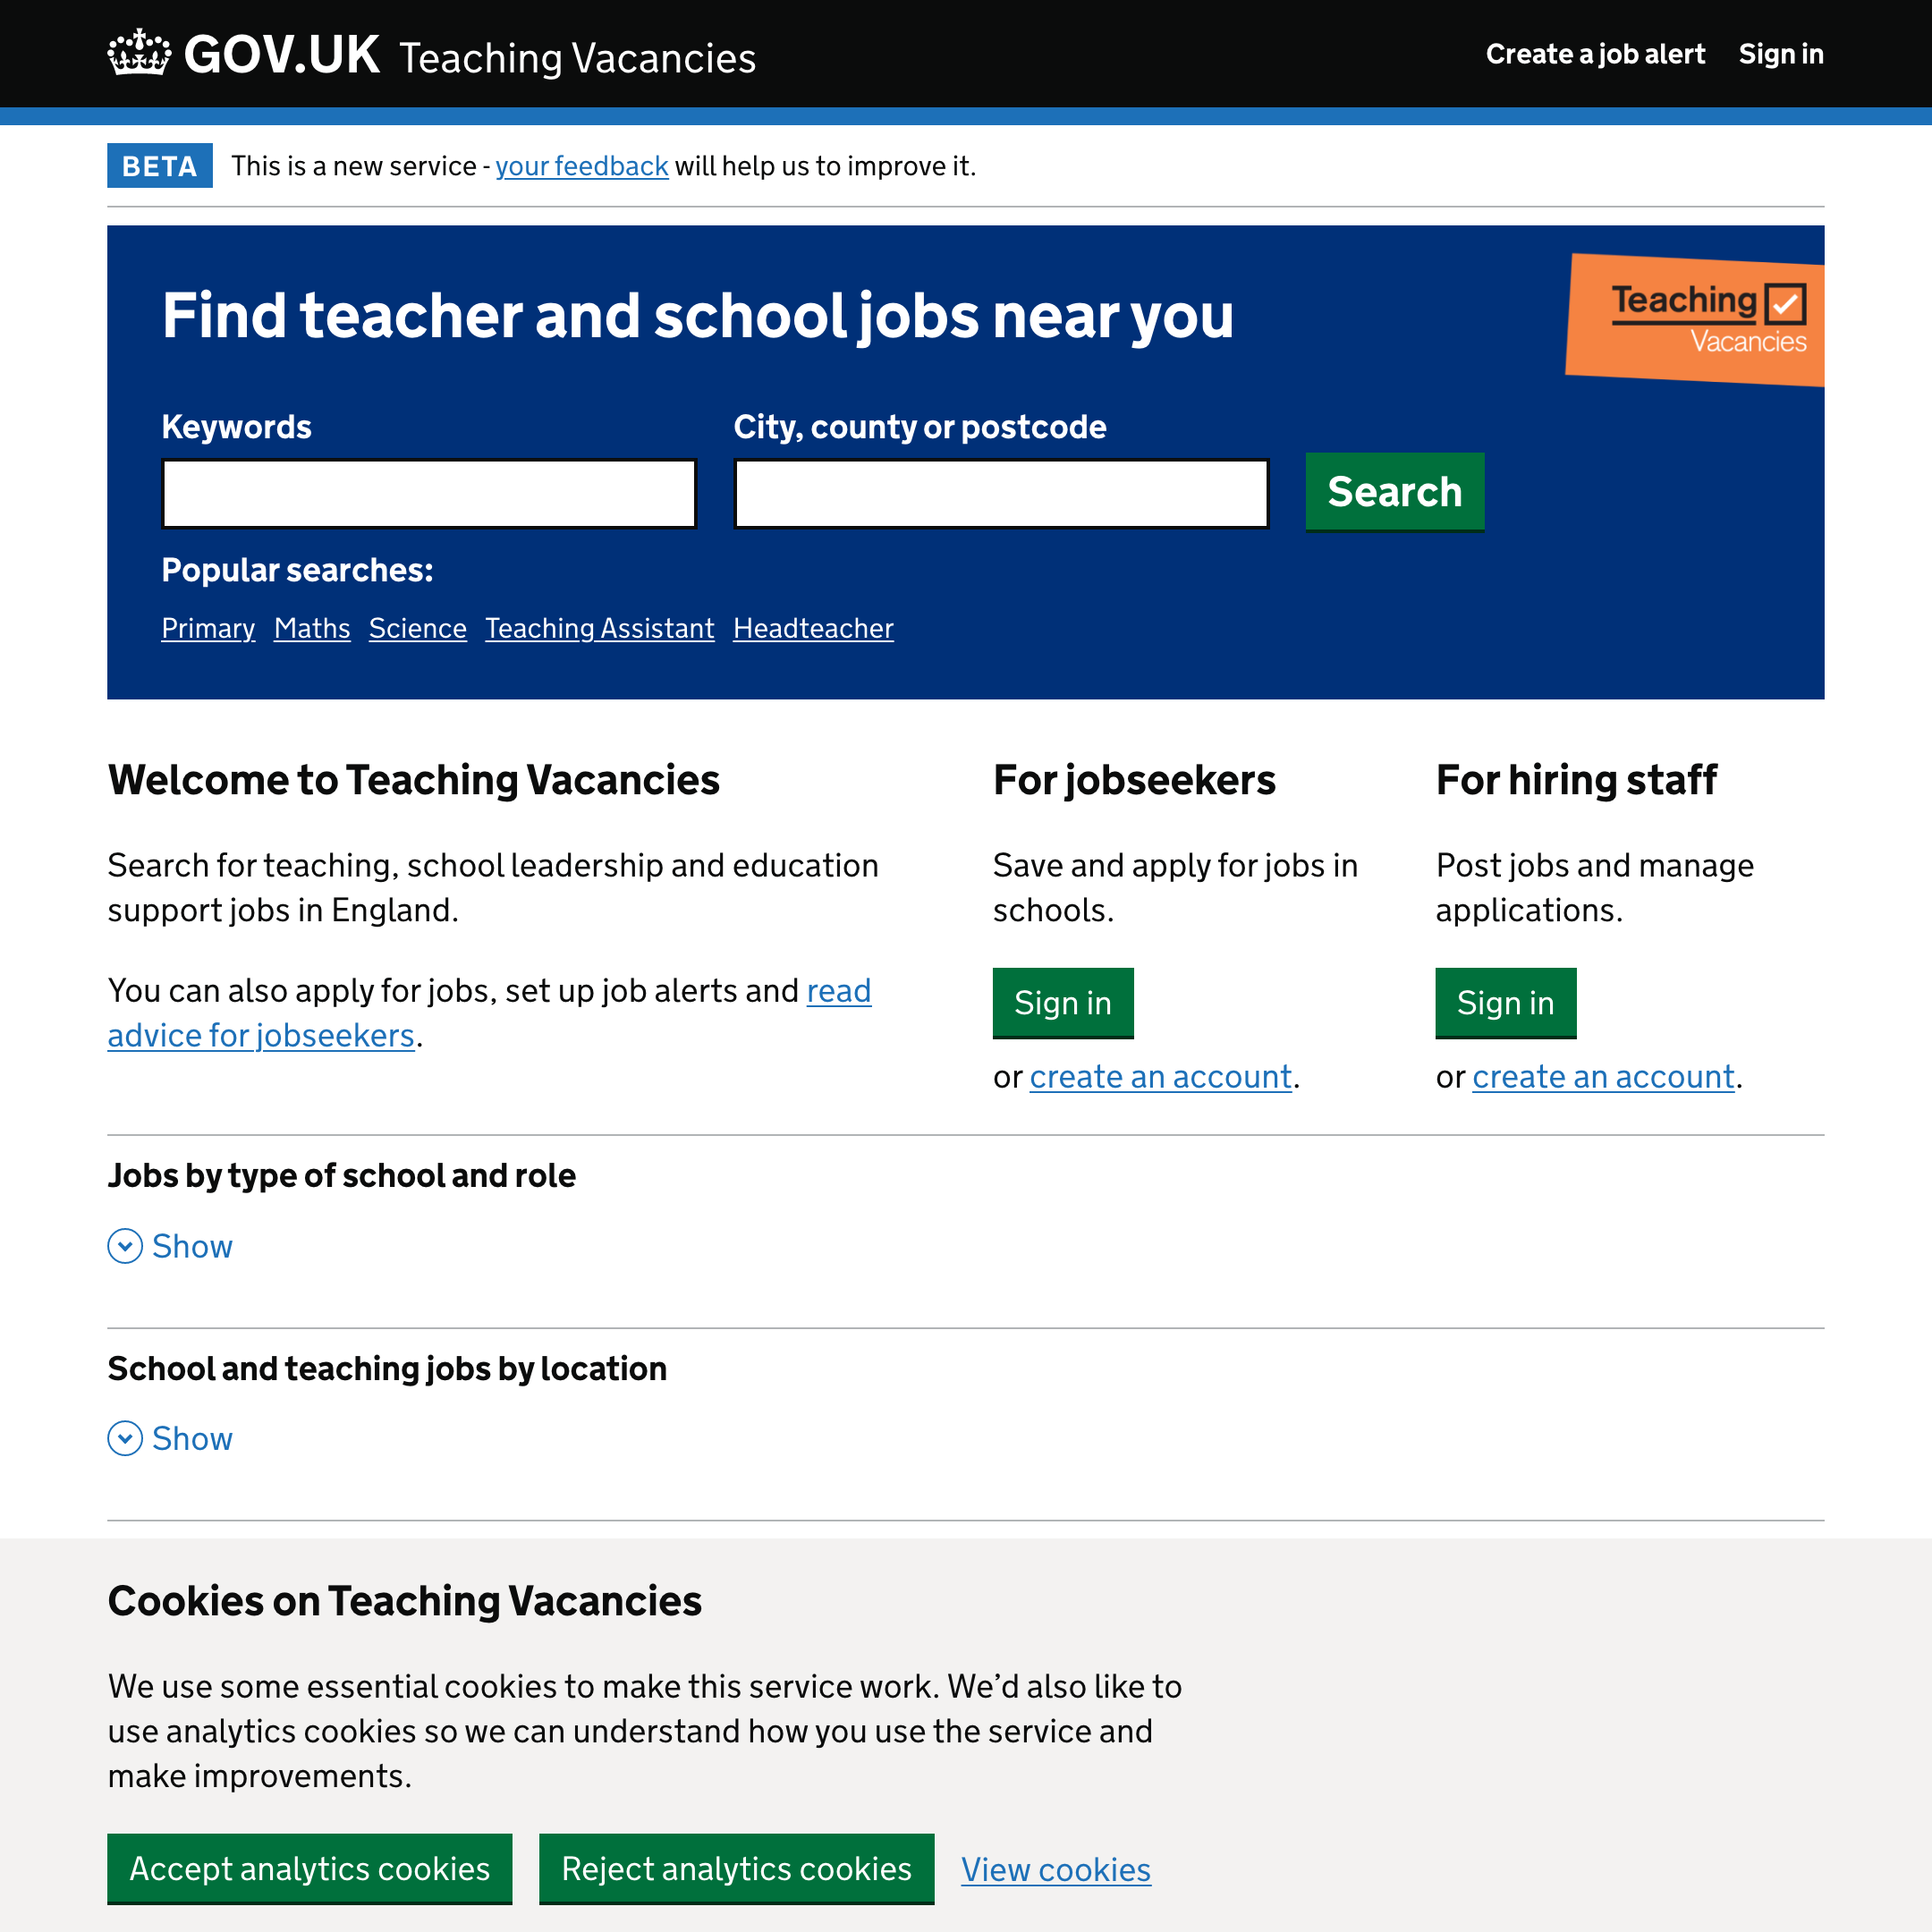 GOV.UK Teaching Vacancies
Create a job alert Sign in
BETA This is a new service - your feedback will help us to improve it.
Find teacher and school jobs near you
Teaching
Vacancies
Keywords
City, county or postcode
Search
Popular searches:
Primary Maths Science Teaching Assistant Headteacher
Welcome to Teaching Vacancies
Search for teaching, school leadership and education
support jobs in England.
You can also apply for jobs, set up job alerts and read
advice for jobseekers.
For jobseekers
Save and apply for jobs in
schools.
Sign in
or create an account.
For hiring staff
Post jobs and manage
applications.
Sign in
or create an account.
Jobs by type of school and role
Show
School and teaching jobs by location
Show
Cookies on Teaching Vacancies
We use some essential cookies to make this service work. We’d also like to
use analytics cookies so we can understand how you use the service and
make improvements.
Accept analytics cookies Reject analytics cookies View cookies